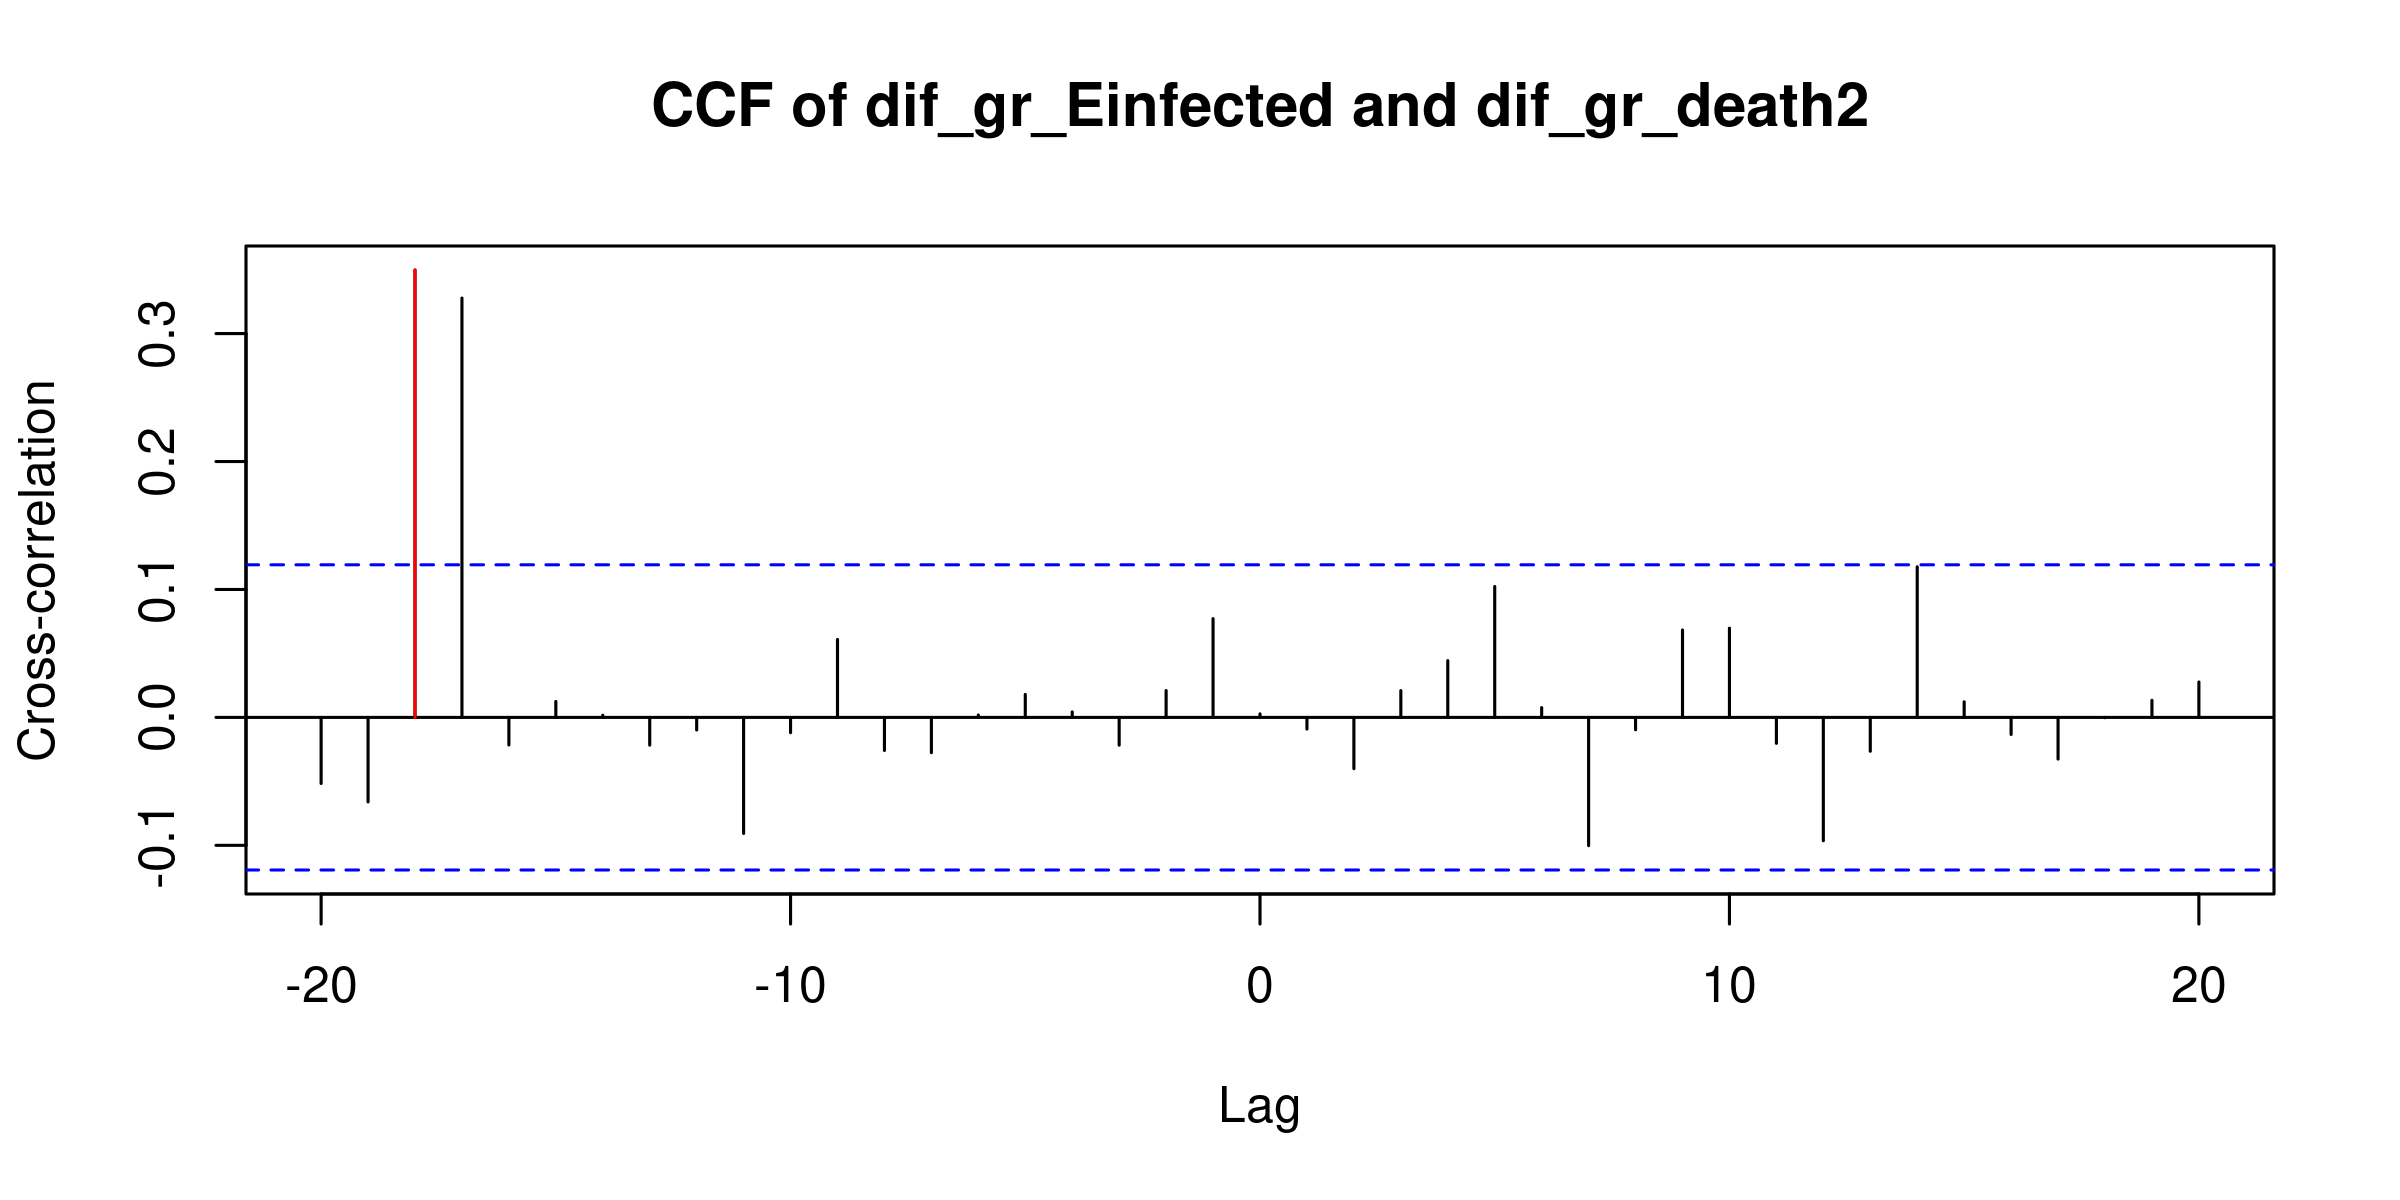 CCF of dif_gr_Einfected and dif_gr_death2
Cross-correlation
0.3
0.2
0.1
0.0
-0.1
-20 -10 0 10 20
Lag